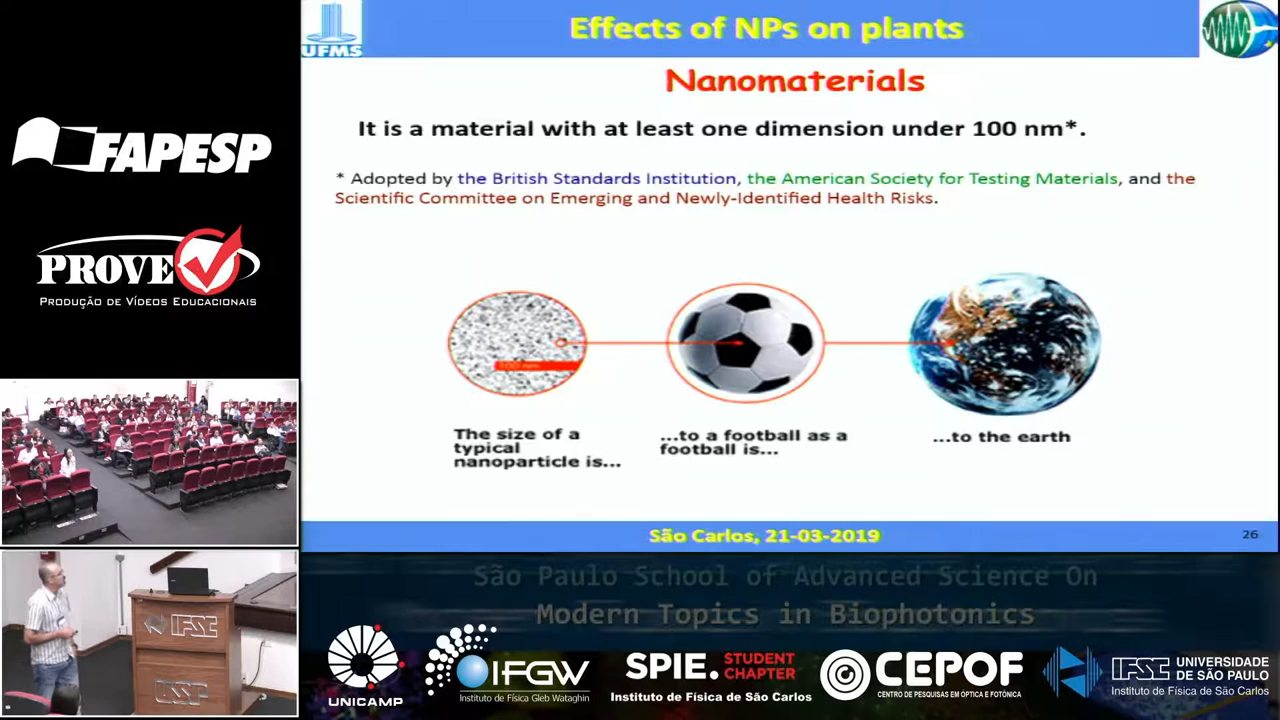 UFMS
Effects of NPs on plants
Nanomaterials
It is a material with at least one dimension under 100 nm*.
* Adopted by the British Standards Institution, the American Society for Testing Materials, and the
Scientific Committee on Emerging and Newly-Identified Health Risks.
100 nm
The size of a
typical
nanoparticle is...
...to a football as a
football is...
...to the earth
São Carlos, 21-03-2019
26
FAPESP
PROVE
PRODUÇÃO DE VÍDEOS EDUCACIONAIS
IFSC
São Paulo School of Advanced Science On
Modern Topics in Biophotonics
UNICAMP
IFGW
Instituto de Física Gleb Wataghin
SPIE. STUDENT
CHAPTER
Instituto de Física de São Carlos
CEPOF
CENTRO DE PESQUISAS EM ÓPTICA E FOTÔNICA
IFSC UNIVERSIDADE
DE SÃO PAULO
Instituto de Física de São Carlos